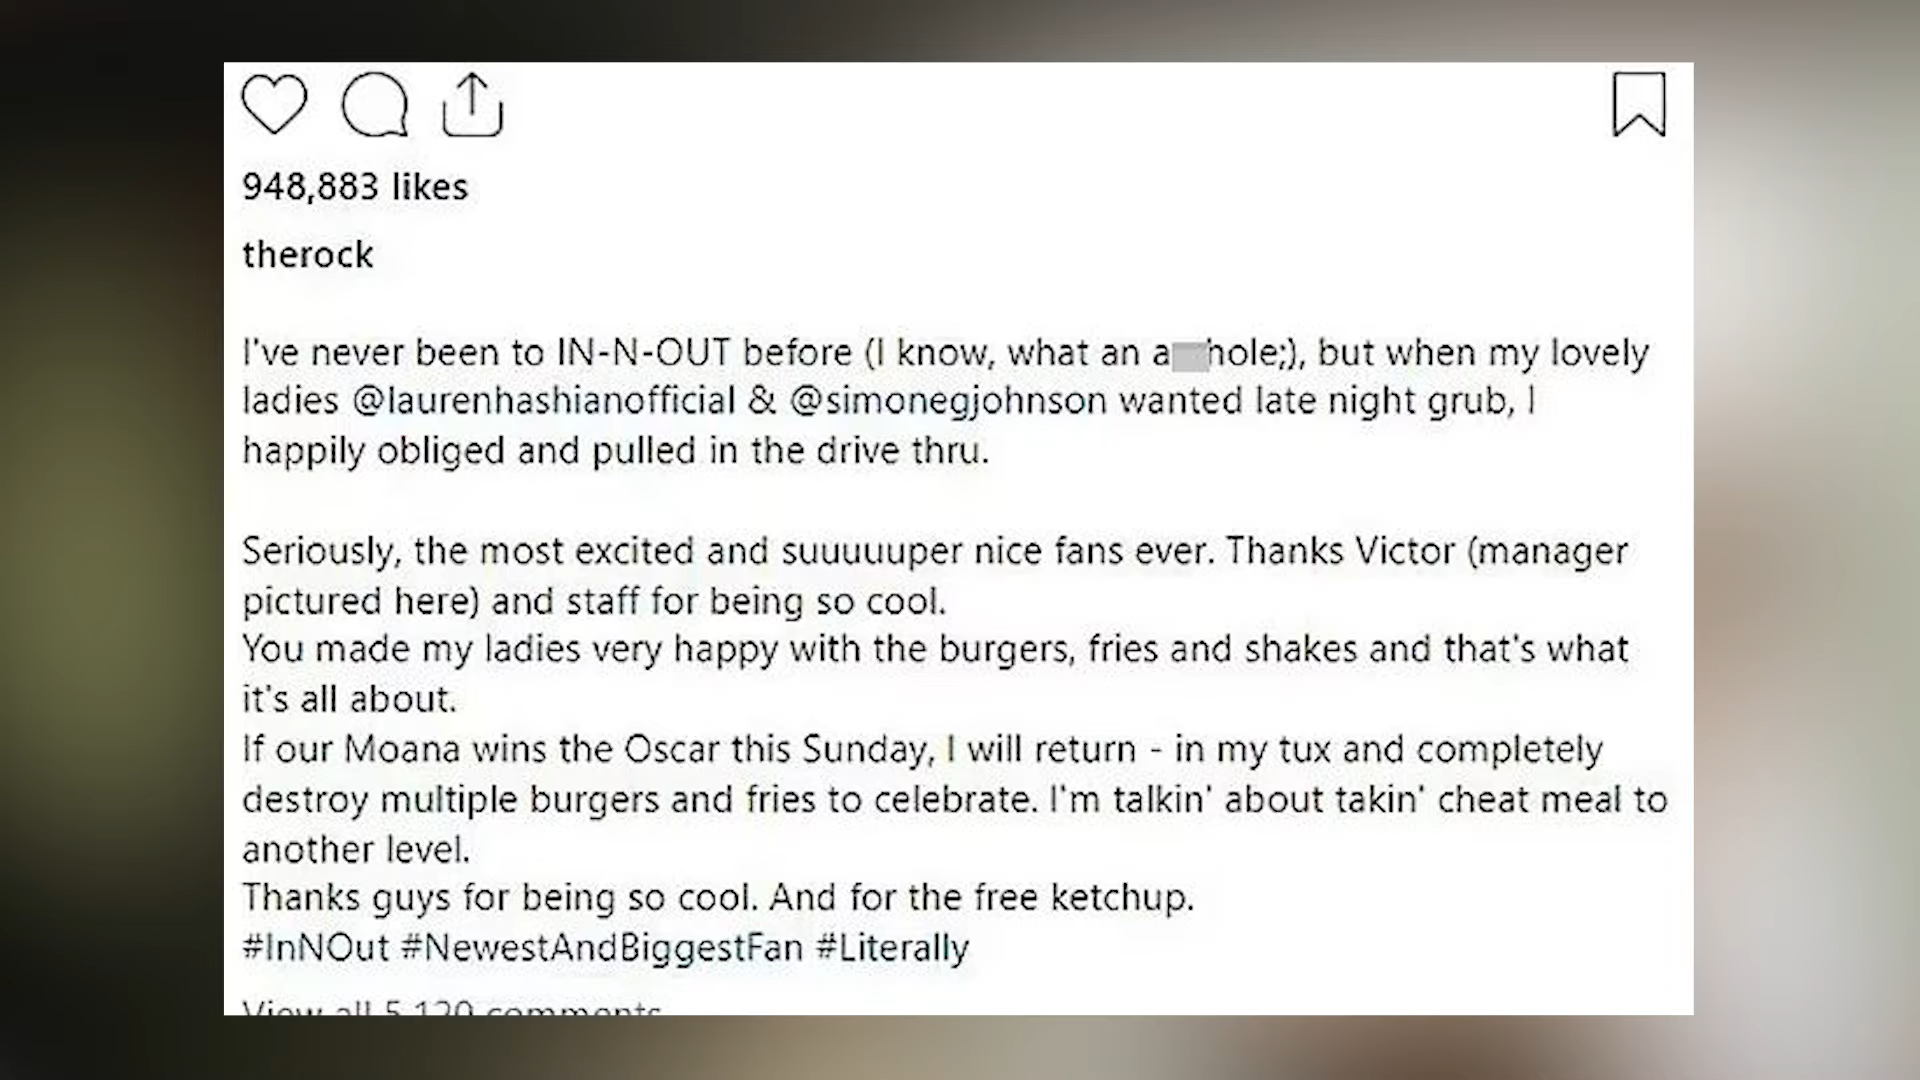 948,883 likes
therock
I've never been to IN-N-OUT before (I know, what an a hole;), but when my lovely
ladies @laurenhashianofficial & @simonegjohnson wanted late night grub, I
happily obliged and pulled in the drive thru.
Seriously, the most excited and suuuuuper nice fans ever. Thanks Victor (manager
pictured here) and staff for being so cool.
You made my ladies very happy with the burgers, fries and shakes and that's what
it's all about.
If our Moana wins the Oscar this Sunday, I will return - in my tux and completely
destroy multiple burgers and fries to celebrate. I'm talkin' about takin' cheat meal to
another level.
Thanks guys for being so cool. And for the free ketchup.
#InNOut #NewestAndBiggestFan #Literally
View all 5,120 comments